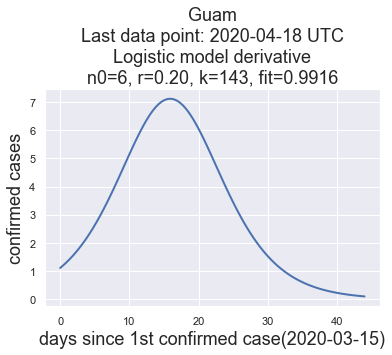 Guam
Last data point: 2020-04-18 UTC
Logistic model derivative
n0=6, r=0.20, k=143, fit=0.9916
7
6
5
4
3
2
1
0
confirmed cases
0 10 20 30 40
days since 1st confirmed case(2020-03-15)